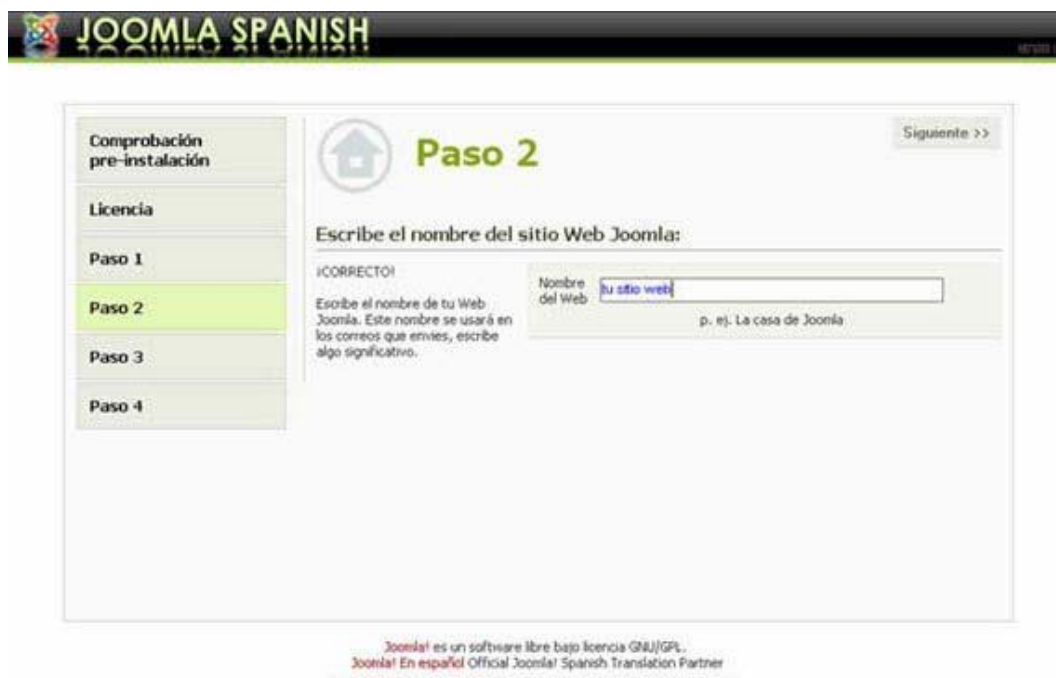 JOOMLA SPANISH
Comprobación
pre-instalación
Licencia
Paso 1
Paso 2
Paso 3
Paso 4
Paso 2
Siguiente >>
Escribe el nombre del sitio Web Joomla:
¡CORRECTO!
Escribe el nombre de tu Web
Joomla. Este nombre se usará en
los correos que envies, escribe
algo significativo.
Nombre
del Web
tu sitio web
p. ej. La casa de Joomla
Joomla! es un software libre bajo licencia GNU/GPL.
Joomla! En español Official Joomla! Spanish Translation Partner